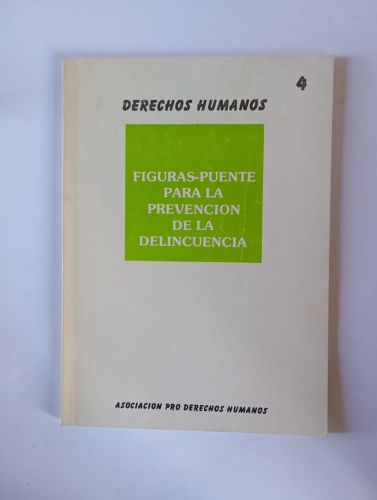 4
DERECHOS HUMANOS
FIGURAS-PUENTE
PARA LA
PREVENCION
DE LA
DELINCUENCIA
ASOCIACION PRO DERECHOS HUMANOS